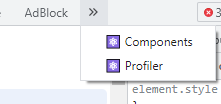 AdBlock » 3
Components
Profiler
element.style